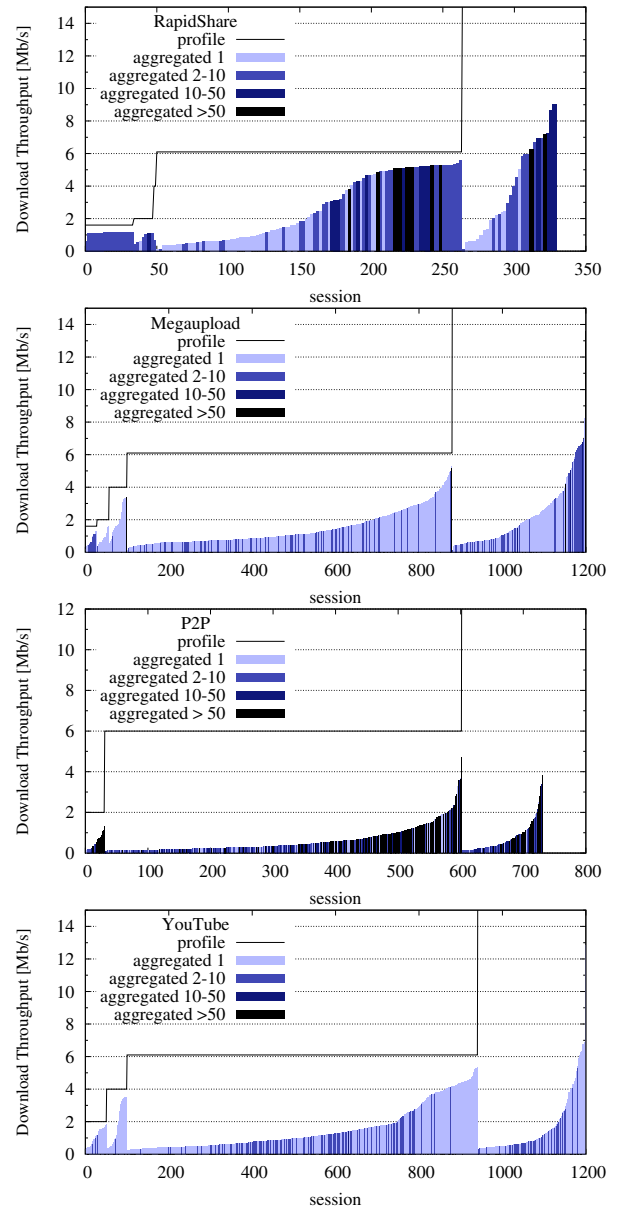 Download Throughput [Mb/s]
14
12
10
8
6
4
2
0
RapidShare
profile
aggregated 1
aggregated 2-10
aggregated 10-50
aggregated >50
0 50 100 150 200 250 300 350
session
Download Throughput [Mb/s]
14
12
10
8
6
4
2
0
Megaupload
profile
aggregated 1
aggregated 2-10
aggregated 10-50
aggregated >50
0 200 400 600 800 1000 1200
session
Download Throughput [Mb/s]
12
10
8
6
4
2
0
P2P
profile
aggregated 1
aggregated 2-10
aggregated 10-50
aggregated > 50
0 100 200 300 400 500 600 700 800
session
Download Throughput [Mb/s]
14
12
10
8
6
4
2
0
YouTube
profile
aggregated 1
aggregated 2-10
aggregated 10-50
aggregated >50
0 200 400 600 800 1000 1200
session